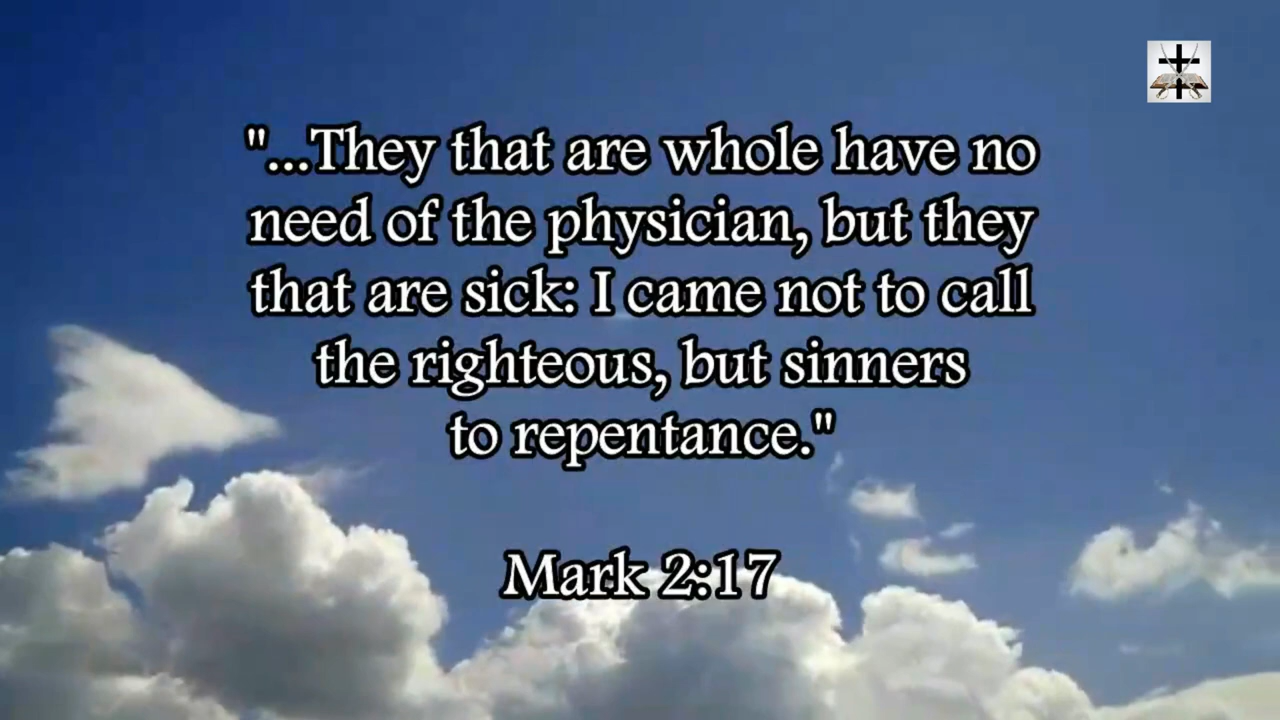 "...They that are whole have no
need of the physician, but they
that are sick: I came not to call
the righteous, but sinners
to repentance."
Mark 2:17